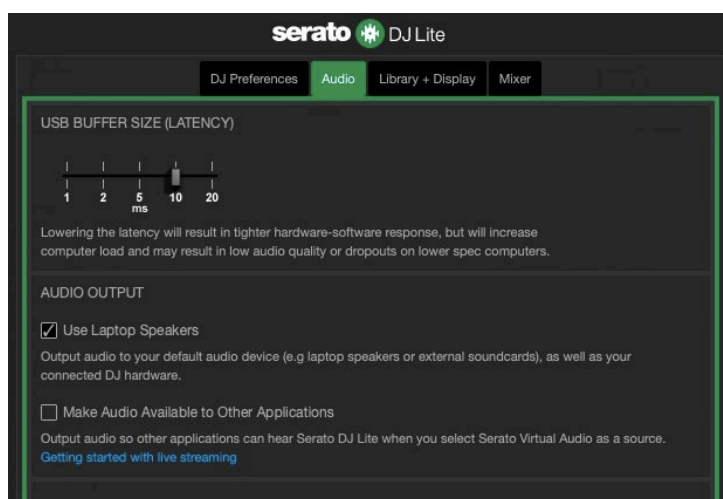 serato DJ Lite
DJ Preferences Audio Library + Display Mixer
USB BUFFER SIZE (LATENCY)
1 2 5 10 20
ms
Lowering the latency will result in tighter hardware-software response, but will increase
computer load and may result in low audio quality or dropouts on lower spec computers.
AUDIO OUTPUT
Use Laptop Speakers
Output audio to your default audio device (e.g laptop speakers or external soundcards), as well as your
connected DJ hardware.
Make Audio Available to Other Applications
Output audio so other applications can hear Serato DJ Lite when you select Serato Virtual Audio as a source.
Getting started with live streaming